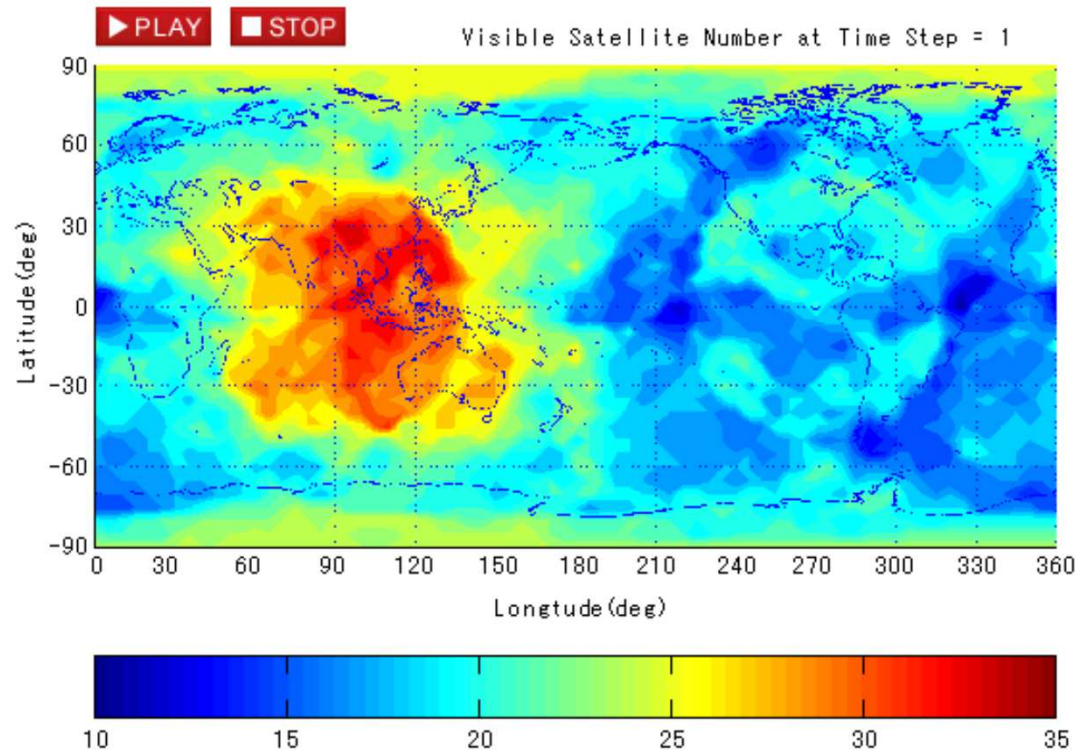 PLAY STOP
Visible Satellite Number at Time Step = 1
90
60
30
0
-30
-60
-90
Latitude(deg)
0 30 60 90 120 150 180 210 240 270 300 330 360
Longtude(deg)
10 15 20 25 30 35